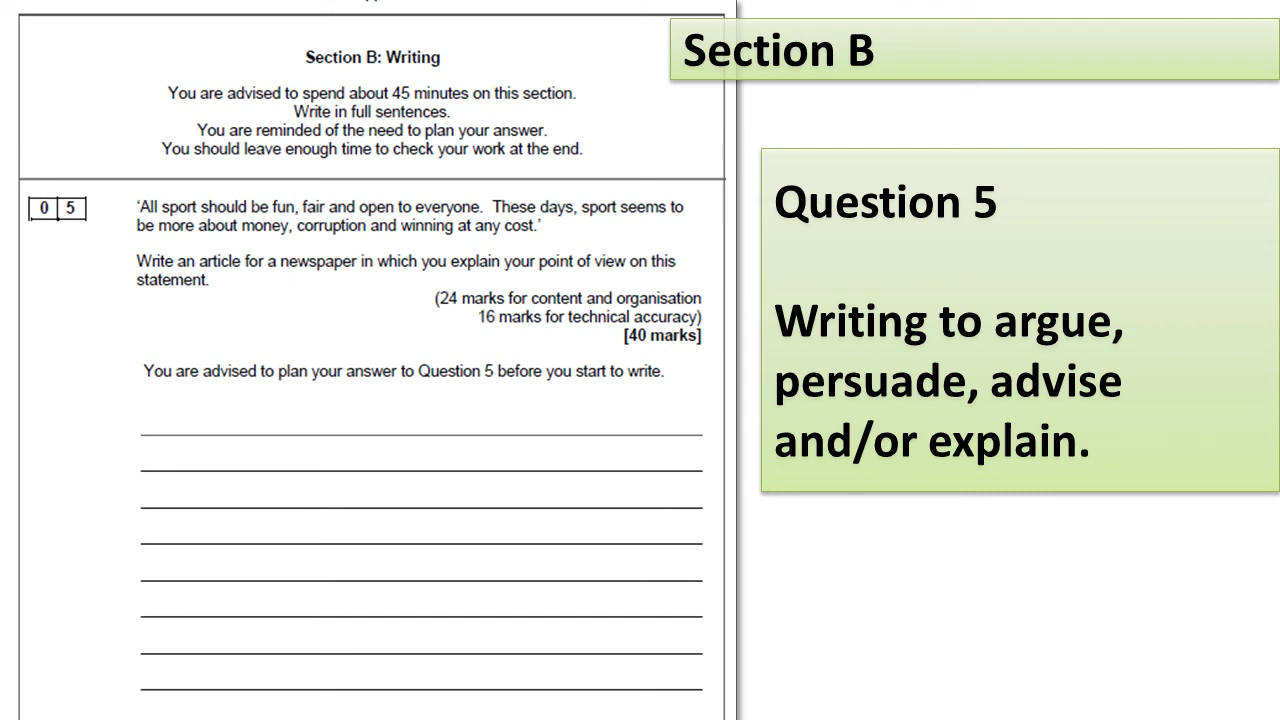 Section B: Writing
You are advised to spend about 45 minutes on this section.
Write in full sentences.
You are reminded of the need to plan your answer.
You should leave enough time to check your work at the end.
0 5
‘All sport should be fun, fair and open to everyone. These days, sport seems to
be more about money, corruption and winning at any cost.’
Write an article for a newspaper in which you explain your point of view on this
statement.
(24 marks for content and organisation
16 marks for technical accuracy)
[40 marks]
You are advised to plan your answer to Question 5 before you start to write.
Section B
Question 5
Writing to argue,
persuade, advise
and/or explain.